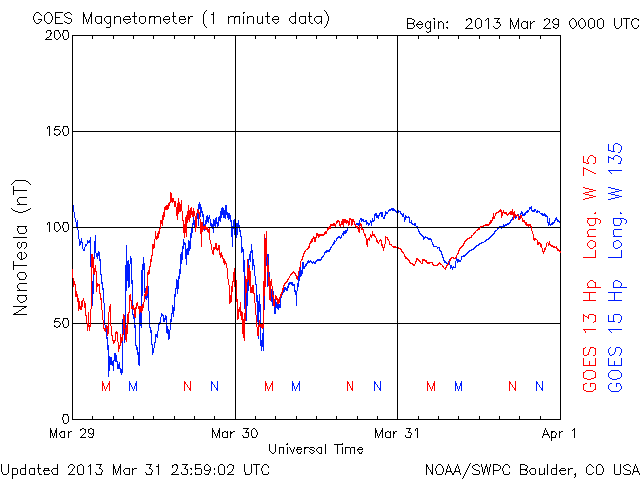 GOES Magnetometer (1 minute data)
Begin: 2013 Mar 29 0000 UTC
200
150
100
50
0
NanoTesla (nT)
M M N N M M N N M M N N
Mar 29 Mar 30 Mar 31 Apr 1
Universal Time
GOES 13 Hp Long. W 75
GOES 15 Hp Long. W 135
Updated 2013 Mar 31 23:59:02 UTC
NOAA/SWPC Boulder, CO USA